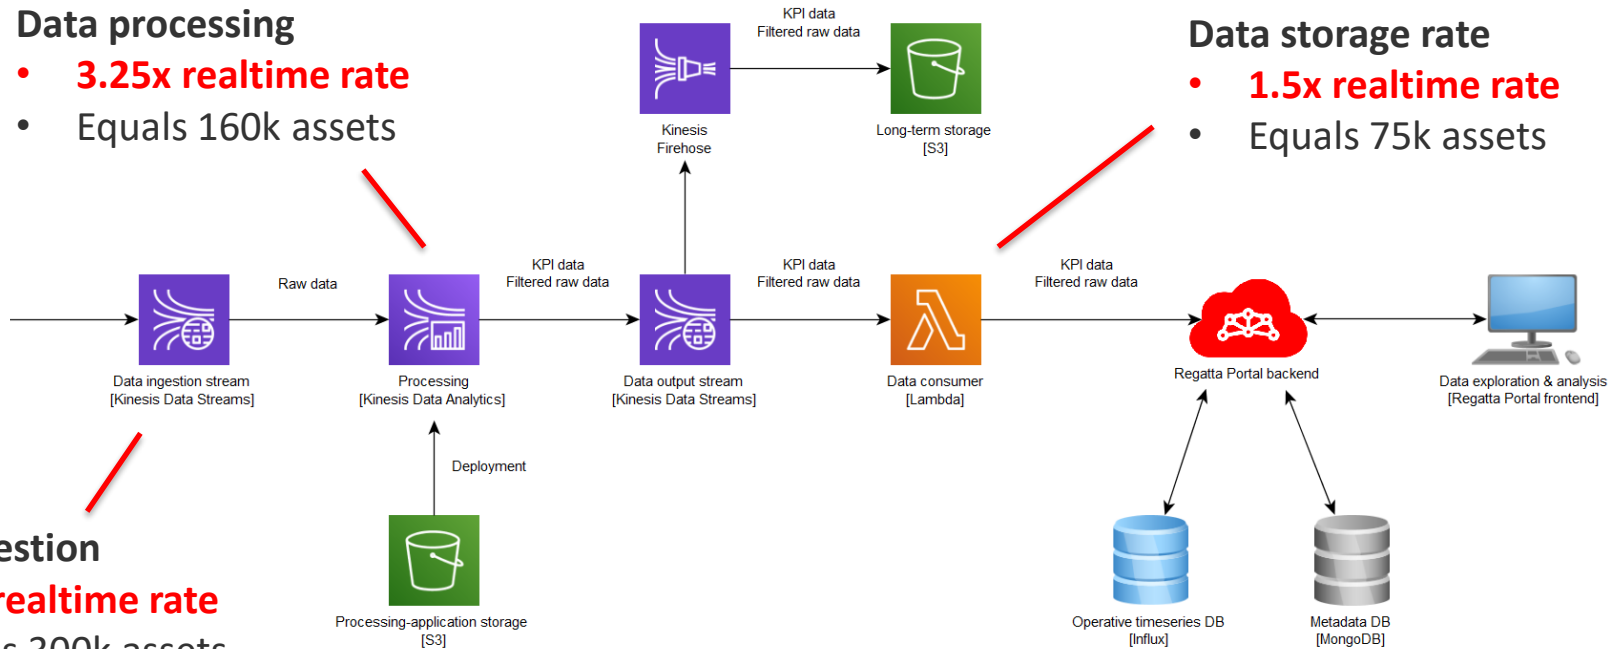 Data processing
• 3.25x realtime rate
• Equals 160k assets
KPI data
Filtered raw data
Kinesis
Firehose
Long-term storage
[S3]
Data storage rate
• 1.5x realtime rate
• Equals 75k assets
Raw data
KPI data
Filtered raw data
KPI data
Filtered raw data
KPI data
Filtered raw data
Data ingestion stream
[Kinesis Data Streams]
Processing
[Kinesis Data Analytics]
Data output stream
[Kinesis Data Streams]
Data consumer
[Lambda]
Regatta Portal backend
Data exploration & analysis
[Regatta Portal frontend]
Deployment
realtime rate
assets
Processing-application storage
[S3]
Operative timeseries DB
[Influx]
Metadata DB
[MongoDB]